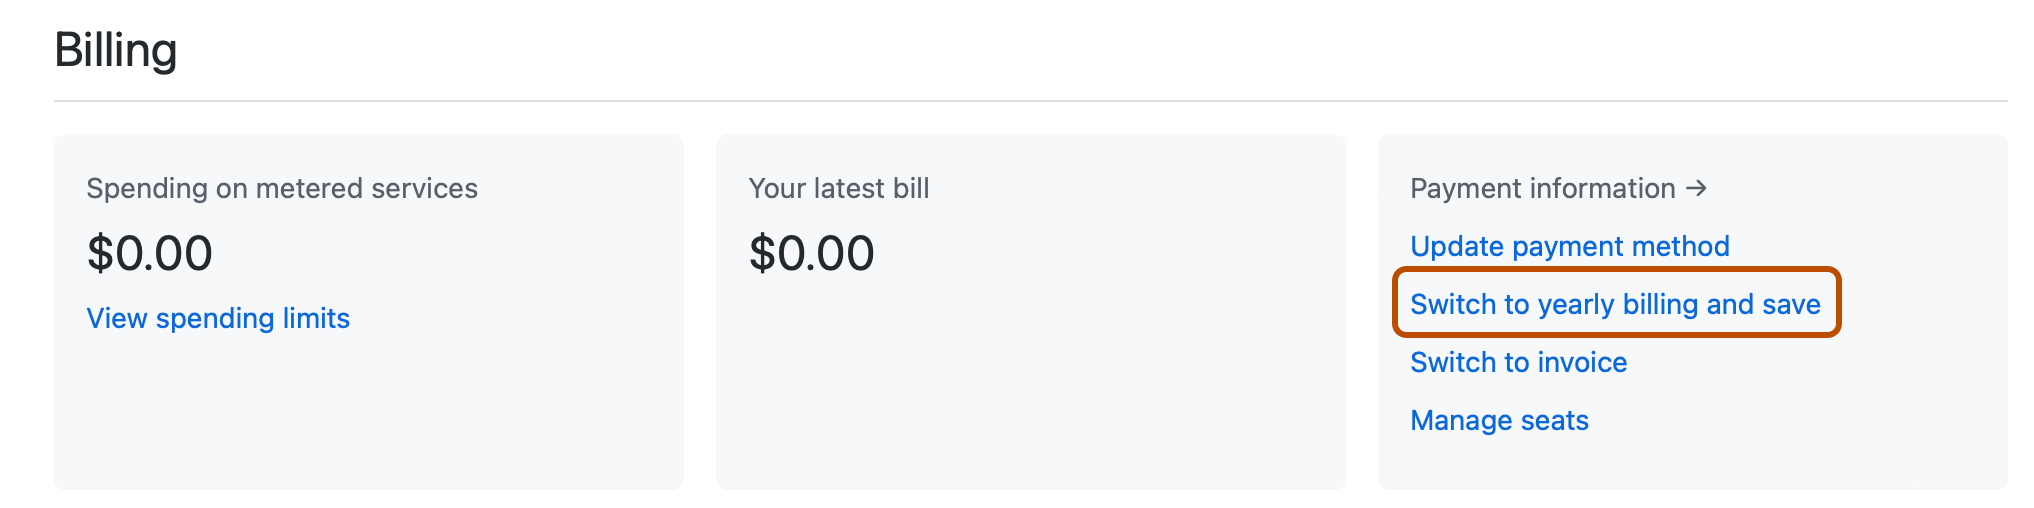 Billing
Spending on metered services
$0.00
View spending limits
Your latest bill
$0.00
Payment information →
Update payment method
Switch to yearly billing and save
Switch to invoice
Manage seats